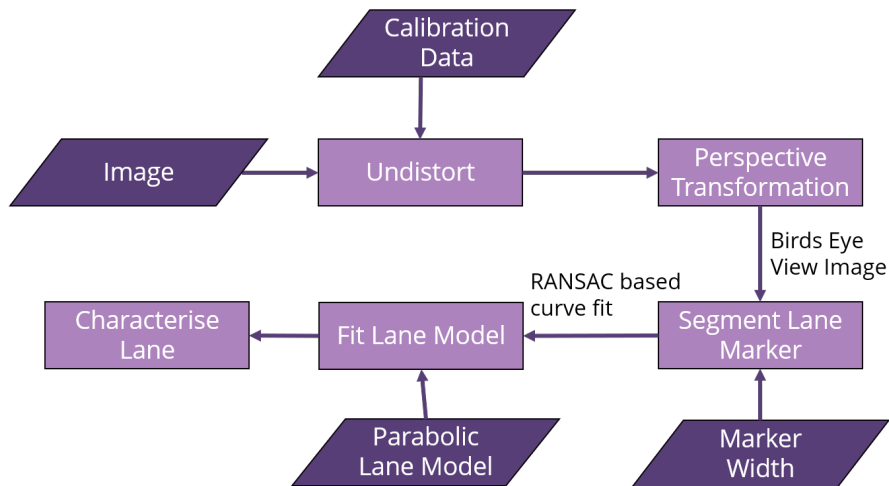 Calibration
Data
Image
Undistort
Perspective
Transformation
Birds Eye
View Image
RANSAC based
curve fit
Characterise
Lane
Fit Lane Model
Segment Lane
Marker
Parabolic
Lane Model
Marker
Width